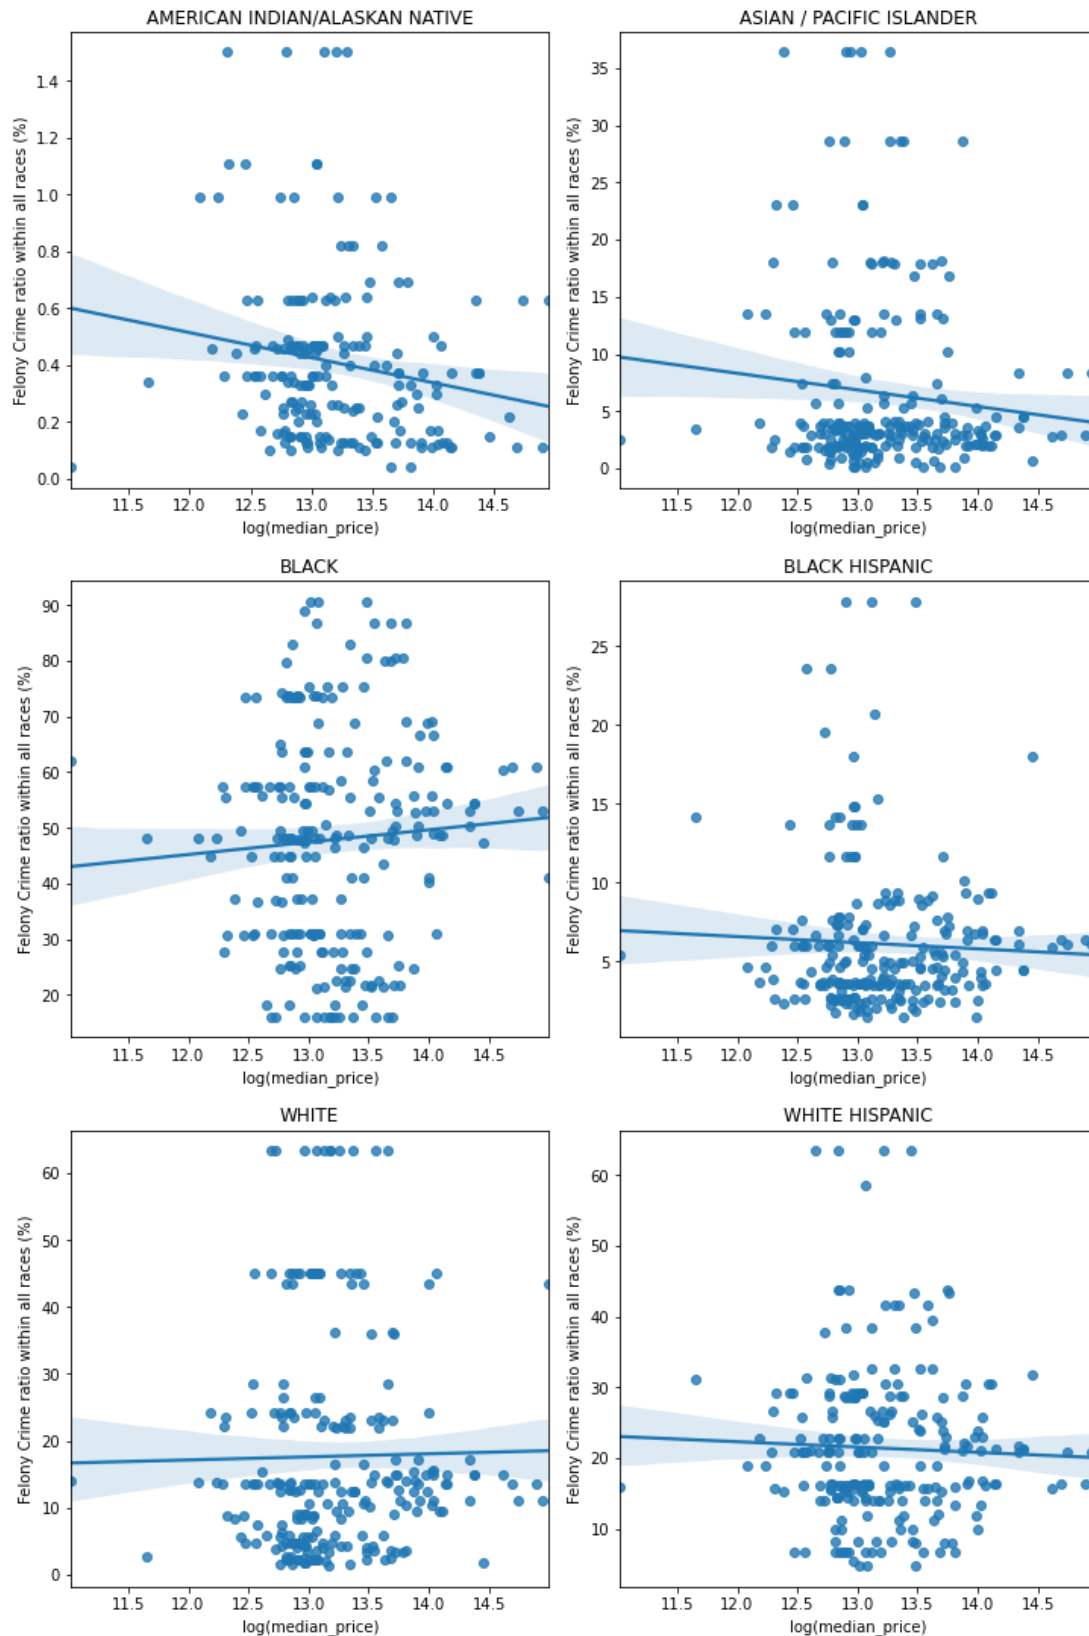 AMERICAN INDIAN/ALASKAN NATIVE
Felony Crime ratio within all races (%)
1.4
1.2
1.0
0.8
0.6
0.4
0.2
0.0
11.5 12.0 12.5 13.0 13.5 14.0 14.5
log(median_price)
ASIAN / PACIFIC ISLANDER
Felony Crime ratio within all races (%)
35
30
25
20
15
10
5
0
11.5 12.0 12.5 13.0 13.5 14.0 14.5
log(median_price)
BLACK
Felony Crime ratio within all races (%)
90
80
70
60
50
40
30
20
11.5 12.0 12.5 13.0 13.5 14.0 14.5
log(median_price)
BLACK HISPANIC
Felony Crime ratio within all races (%)
25
20
15
10
5
11.5 12.0 12.5 13.0 13.5 14.0 14.5
log(median_price)
WHITE
Felony Crime ratio within all races (%)
60
50
40
30
20
10
0
11.5 12.0 12.5 13.0 13.5 14.0 14.5
log(median_price)
WHITE HISPANIC
Felony Crime ratio within all races (%)
60
50
40
30
20
10
11.5 12.0 12.5 13.0 13.5 14.0 14.5
log(median_price)